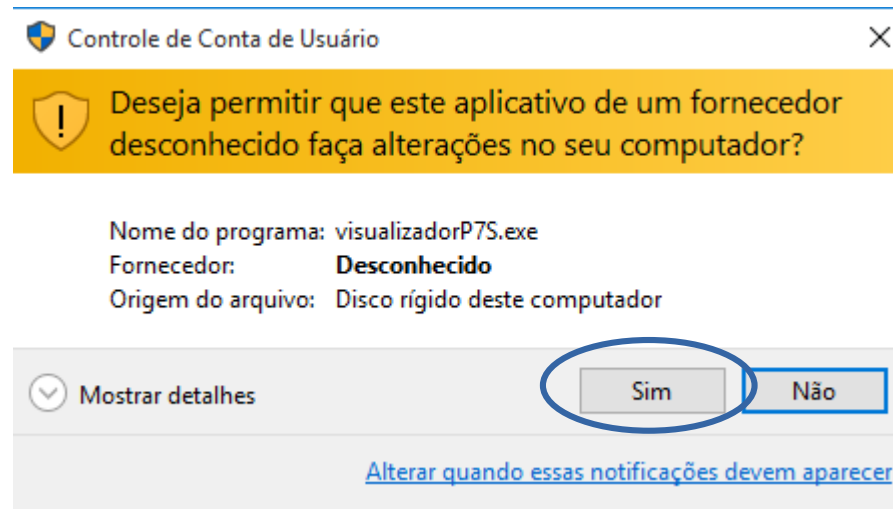 Controle de Conta de Usuário
Deseja permitir que este aplicativo de um fornecedor
desconhecido faça alterações no seu computador?
Nome do programa: visualizadorP7S.exe
Fornecedor: Desconhecido
Origem do arquivo: Disco rígido deste computador
Mostrar detalhes
Sim
Não
Alterar quando essas notificações devem aparecer